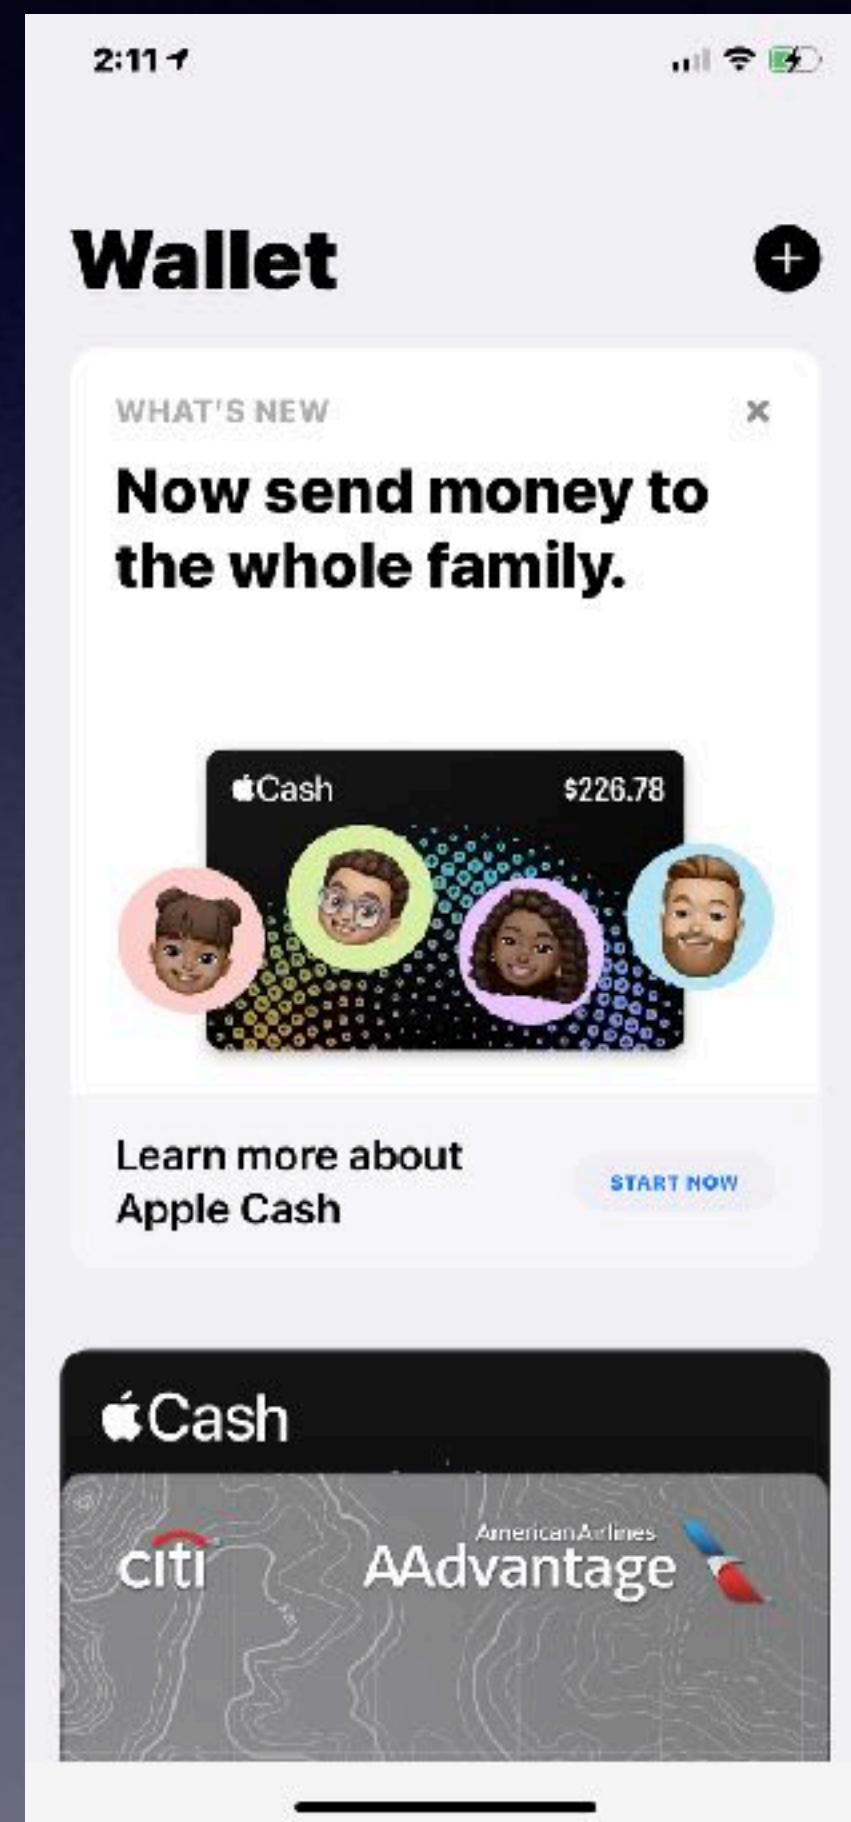 2:11
Wallet
WHAT'S NEW
Now send money to
the whole family.
Cash
$226.78
Learn more about
Apple Cash
START NOW
Cash
citi
AmericanAirlines
AAdvantage